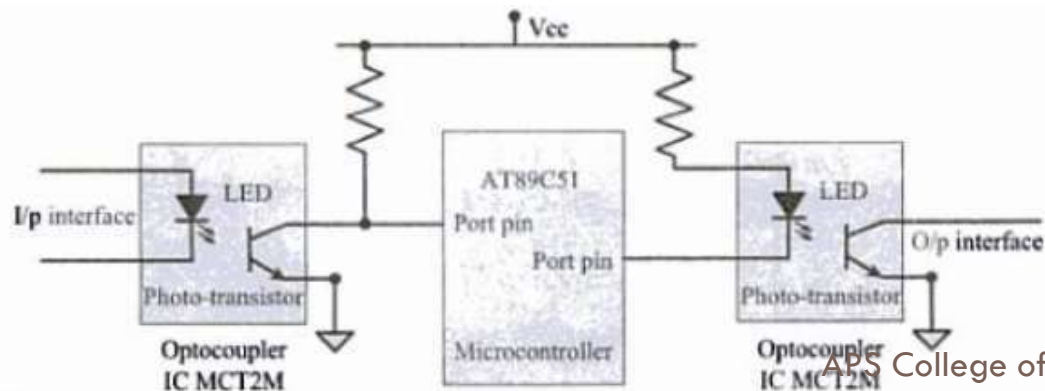 Vcc
LED
I/p interface
Photo-transistor
Optocoupler
IC MCT2M
AT89C51
Port pin
Port pin
Microcontroller
LED
O/p interface
Photo-transistor
Optocoupler
IC MCT2M
APS College of